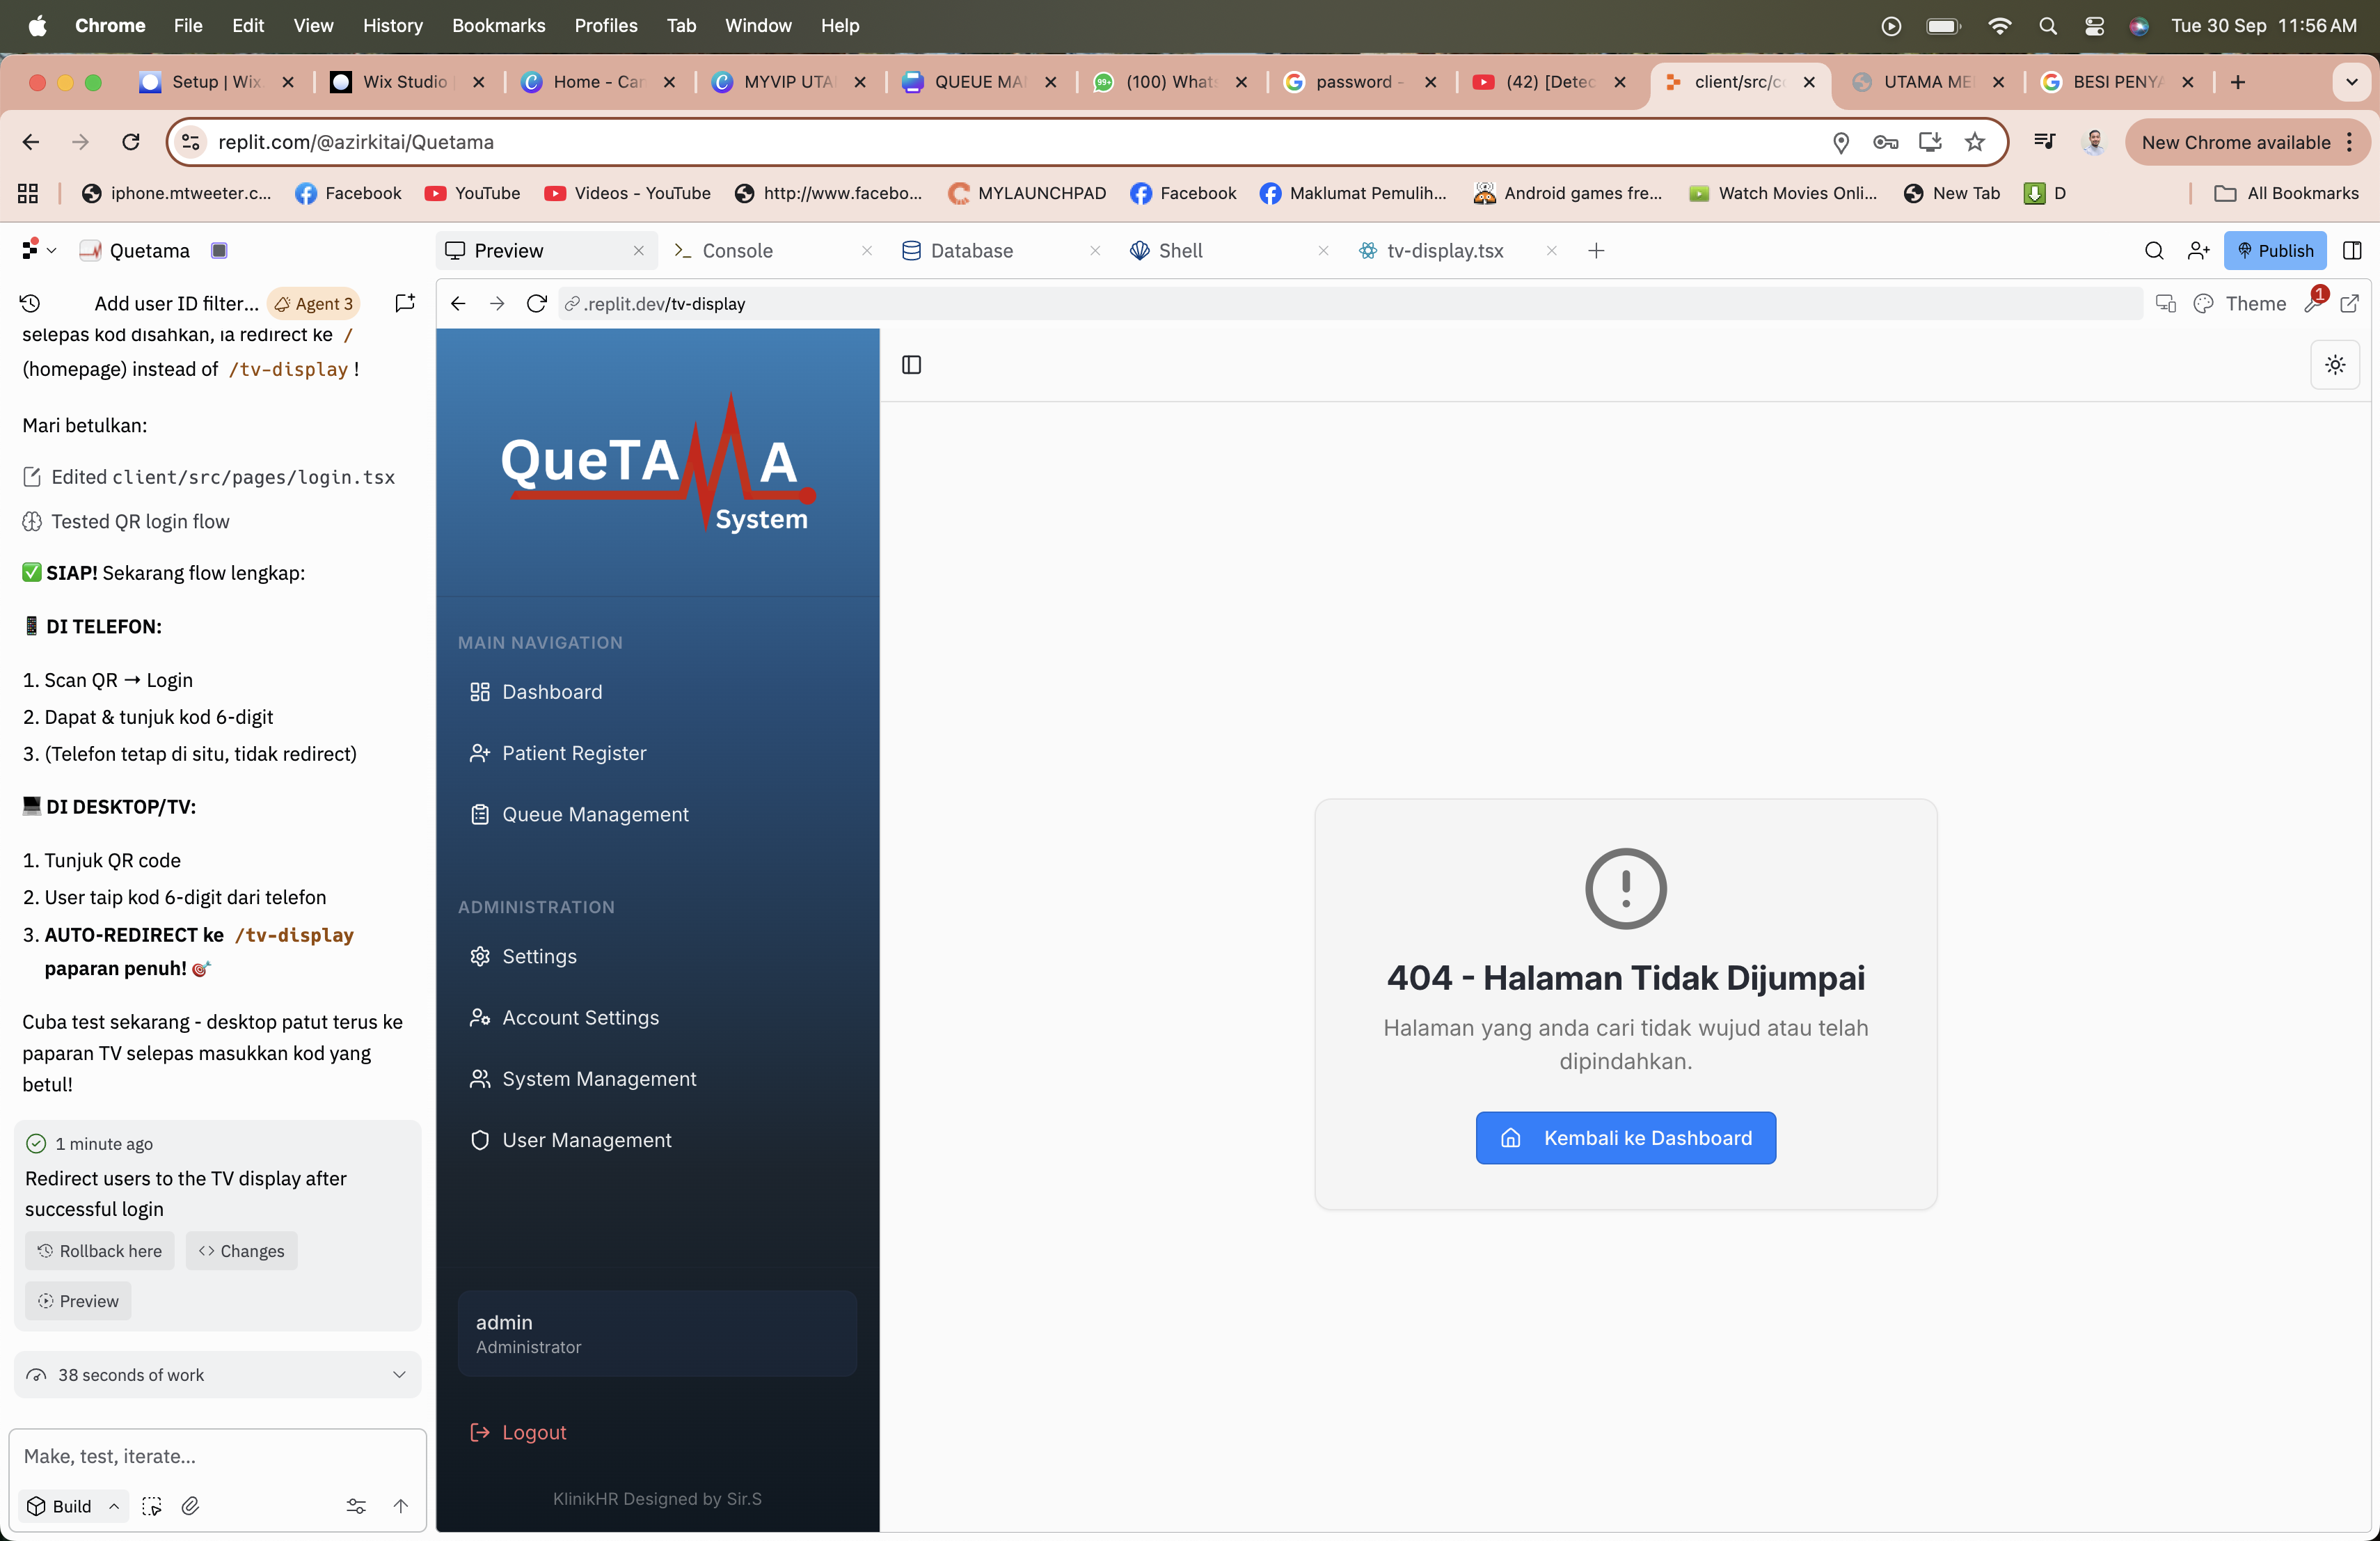 Chrome File Edit View History Bookmarks Profiles Tab Window Help Tue 30 Sep 11:56 AM
Setup | Wix Wix Studio Home - Can MYVIP UTA QUEUE MA (100) Whats password - (42) [Detec client/src/co UTAMA ME BESI PENYA
replit.com/@azirkitai/Quetama New Chrome available
iphone.mtweeter.c... Facebook YouTube Videos - YouTube http://www.facebo... MYLAUNCHPAD Facebook Maklumat Pemulih... Android games fre... Watch Movies Onli... New Tab D All Bookmarks
Quetama Preview Console Database Shell tv-display.tsx Publish
Add user ID filter... Agent 3
.replit.dev/tv-display Theme 1
selepas kod disahkan, ia redirect ke /
(homepage) instead of /tv-display !
Mari betulkan:
Edited client/src/pages/login.tsx
Tested QR login flow
✅ SIAP! Sekarang flow lengkap:
📱 DI TELEFON:
1. Scan QR → Login
2. Dapat & tunjuk kod 6-digit
3. (Telefon tetap di situ, tidak redirect)
💻 DI DESKTOP/TV:
1. Tunjuk QR code
2. User taip kod 6-digit dari telefon
3. AUTO-REDIRECT ke /tv-display
paparan penuh! 🎯
Cuba test sekarang - desktop patut terus ke
paparan TV selepas masukkan kod yang
betul!
1 minute ago
Redirect users to the TV display after
successful login
Rollback here Changes
Preview
38 seconds of work
Make, test, iterate...
Build
QueTAMA
System
MAIN NAVIGATION
Dashboard
Patient Register
Queue Management
ADMINISTRATION
Settings
Account Settings
System Management
User Management
admin
Administrator
Logout
KlinikHR Designed by Sir.S
404 - Halaman Tidak Dijumpai
Halaman yang anda cari tidak wujud atau telah
dipindahkan.
Kembali ke Dashboard